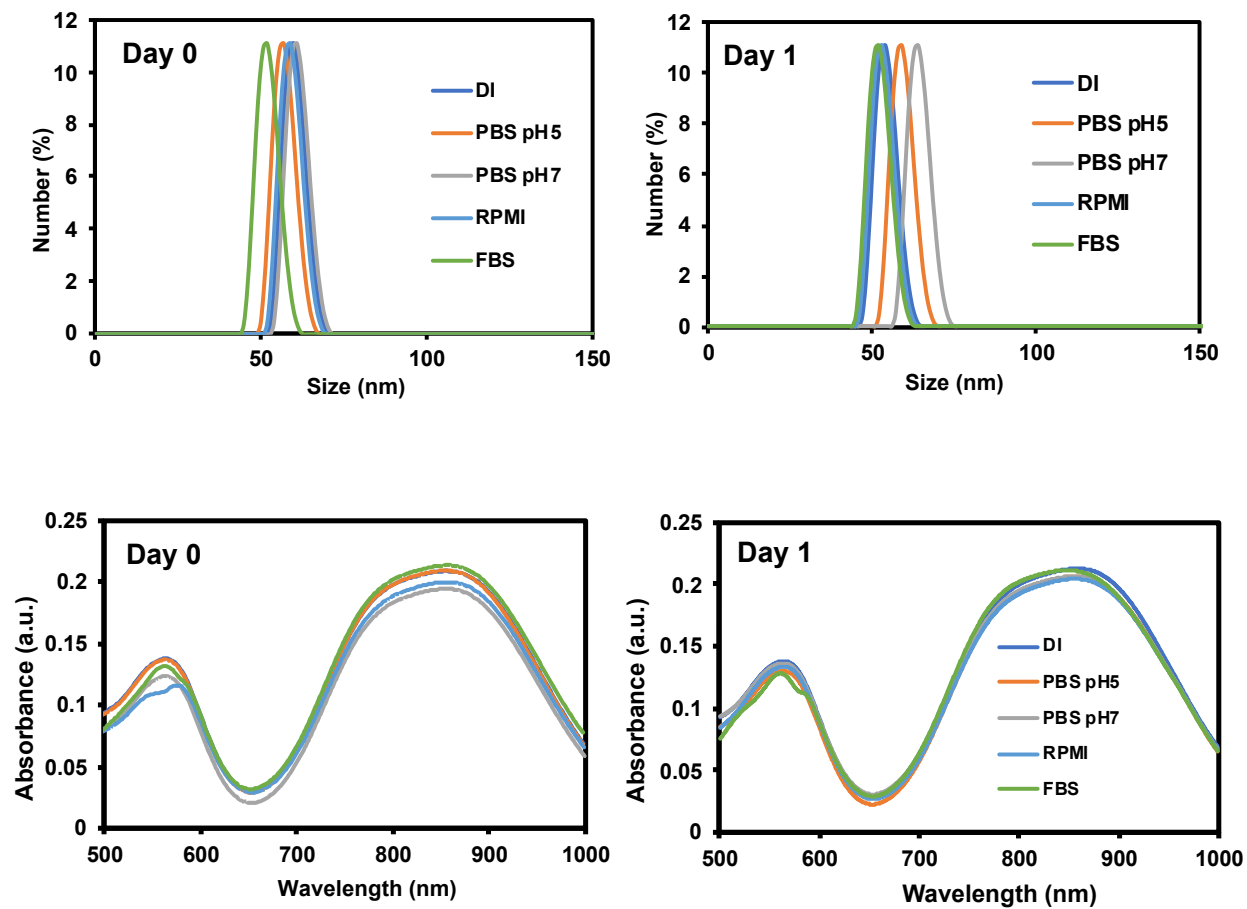 Day 0
Number (%)
12
10
8
6
4
2
0
0 50 100 150
Size (nm)
DI
PBS pH5
PBS pH7
RPMI
FBS
Day 1
Number (%)
12
10
8
6
4
2
0
0 50 100 150
Size (nm)
DI
PBS pH5
PBS pH7
RPMI
FBS
Day 0
Absorbance (a.u.)
0.25
0.2
0.15
0.1
0.05
0
500 600 700 800 900 1000
Wavelength (nm)
Day 1
Absorbance (a.u.)
0.25
0.2
0.15
0.1
0.05
0
500 600 700 800 900 1000
Wavelength (nm)
DI
PBS pH5
PBS pH7
RPMI
FBS